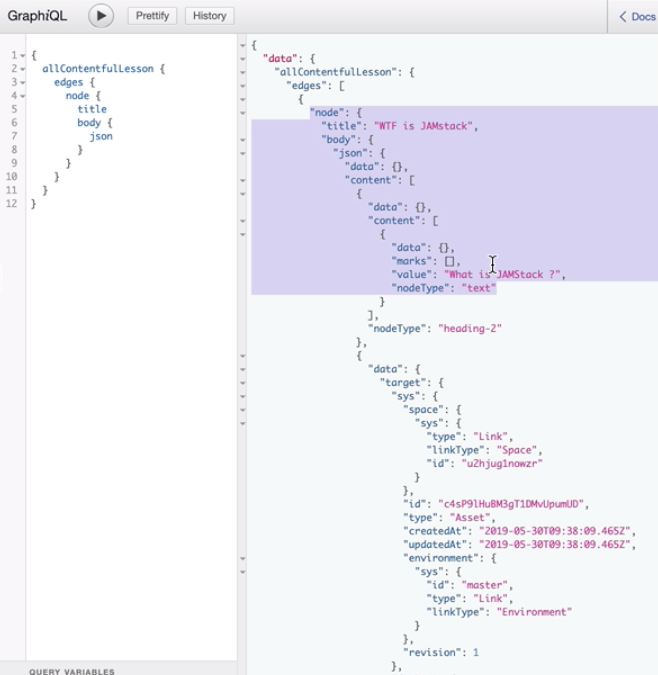 GraphiQL Prettify History < Docs
1 {
2 allContentfulLesson {
3 edges {
4 node {
5 title
6 body {
7 json
8 }
9 }
10 }
11 }
12 }
QUERY VARIABLES
{
"data": {
"allContentfulLesson": {
"edges": [
{
"node": {
"title": "WTF is JAMstack",
"body": {
"json": {
"data": {},
"content": [
{
"data": {},
"content": [
{
"data": {},
"marks": [],
"value": "What is JAMStack ?",
"nodeType": "text"
}
],
"nodeType": "heading-2"
},
{
"data": {
"target": {
"sys": {
"space": {
"sys": {
"type": "Link",
"linkType": "Space",
"id": "u2hjug1nowzr"
}
},
"id": "c4sP9lHuBM3gT1DMvUpumUD",
"type": "Asset",
"createdAt": "2019-05-30T09:38:09.465Z",
"updatedAt": "2019-05-30T09:38:09.465Z",
"environment": {
"sys": {
"id": "master",
"type": "Link",
"linkType": "Environment"
}
},
"revision": 1
},